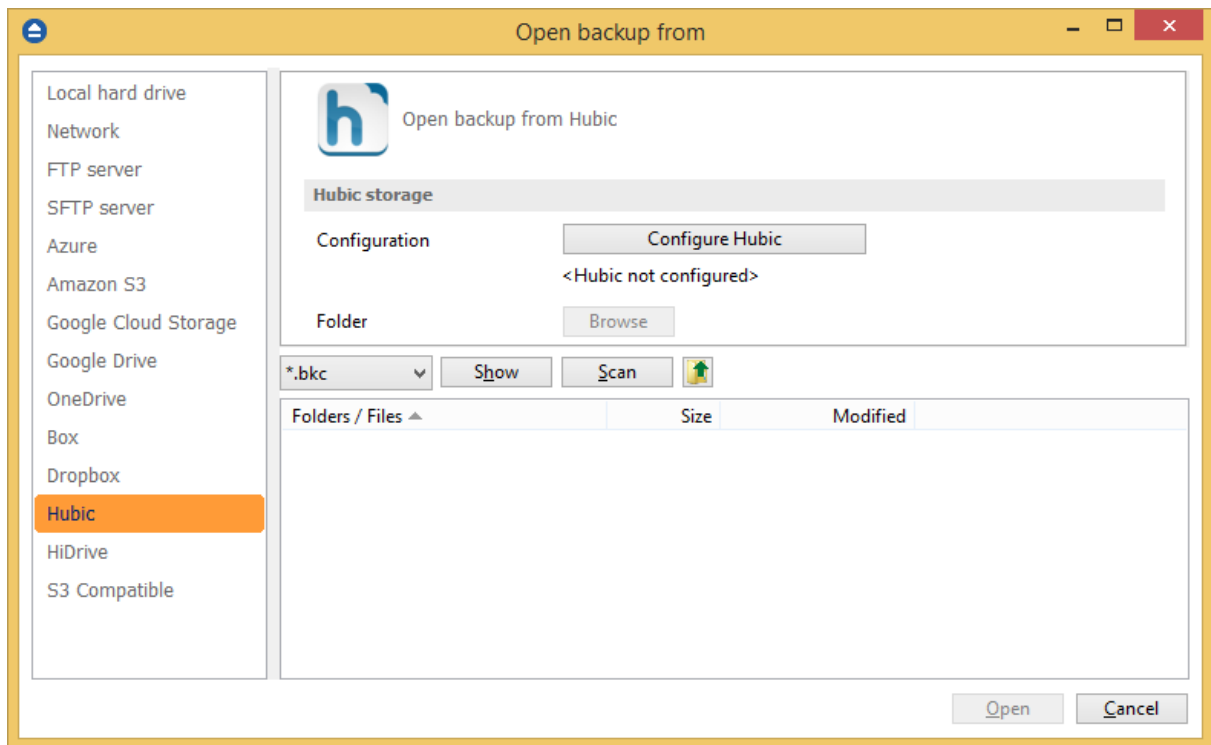 Open backup from
Local hard drive
Network
FTP server
SFTP server
Azure
Amazon S3
Google Cloud Storage
Google Drive
OneDrive
Box
Dropbox
Hubic
HiDrive
S3 Compatible
h
Open backup from Hubic
Hubic storage
Configuration
Configure Hubic
<Hubic not configured>
Folder
Browse
*.bkc
Show
Scan
Folders / Files
Size
Modified
Open
Cancel